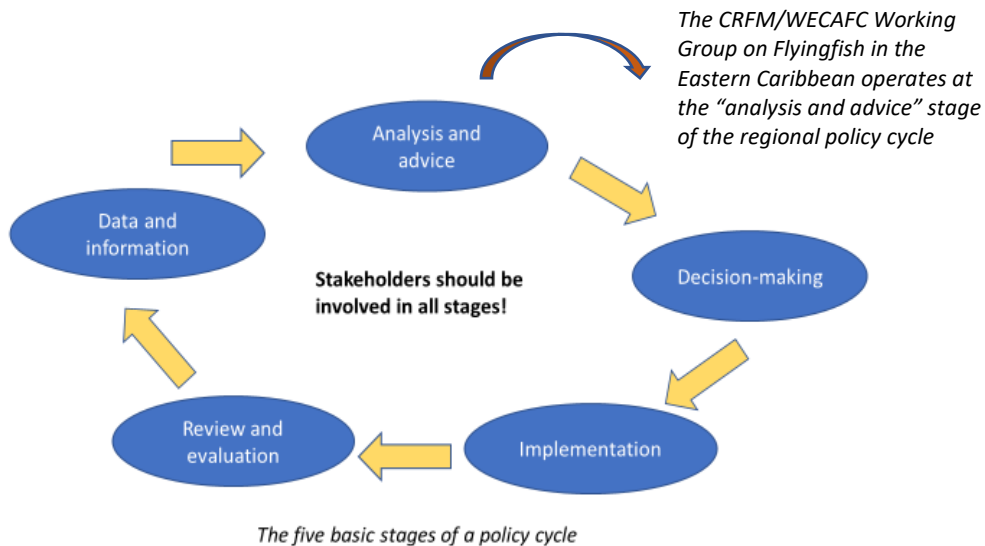 The CRFM/WECAFC Working
Group on Flyingfish in the
Eastern Caribbean operates at
the “analysis and advice” stage
of the regional policy cycle
Analysis and
advice
Data and
information
Decision-making
Stakeholders should be
involved in all stages!
Review and
evaluation
Implementation
The five basic stages of a policy cycle